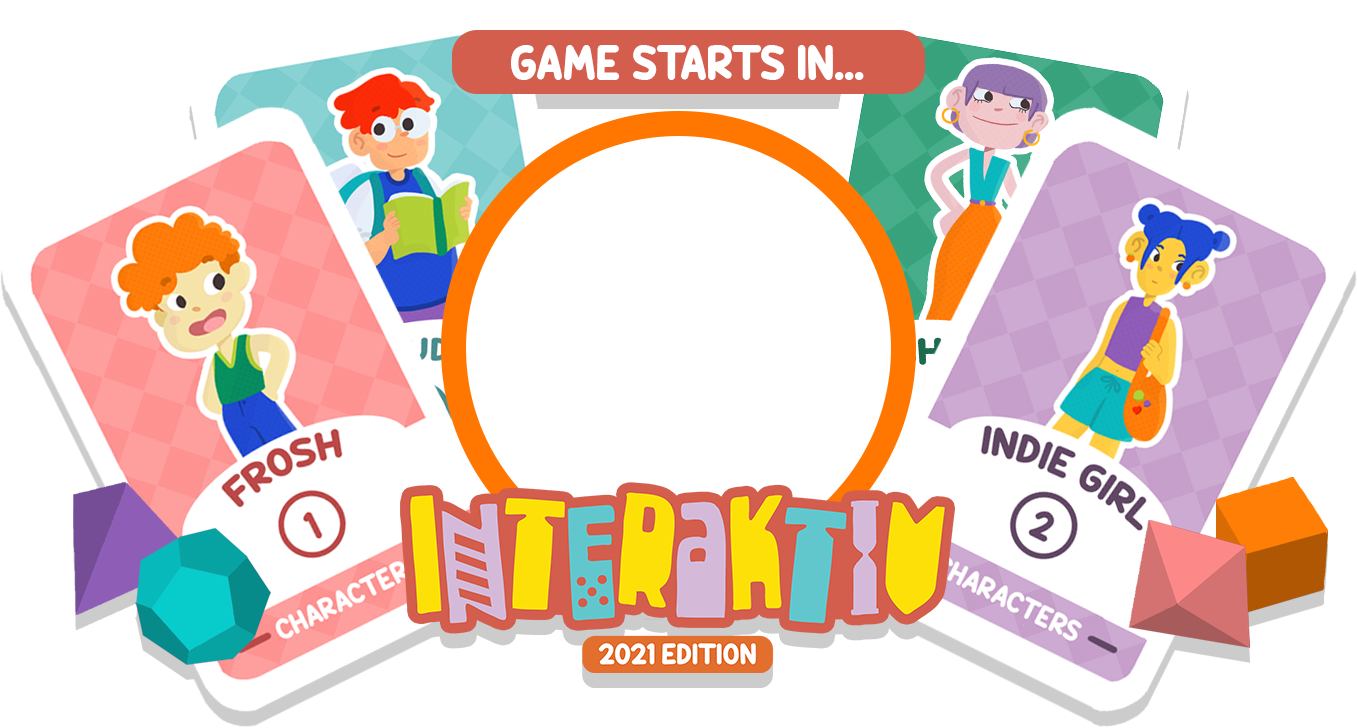 GAME STARTS IN...
FROSH
1
CHARACTER
INDIE GIRL
2
CHARACTERS
INTERAKTIV
2021 EDITION